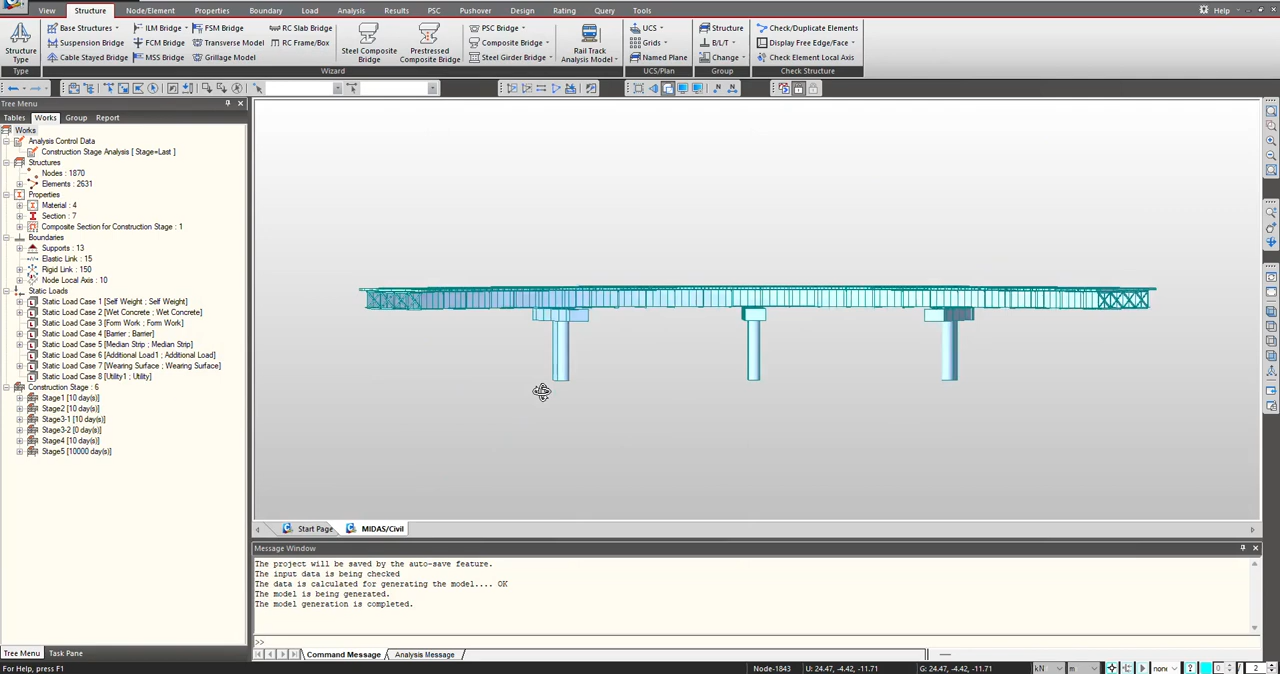 View Structure Node/Element Properties Boundary Load Analysis Results PSC Pushover Design Rating Query Tools Help
Base Structures ILM Bridge FSM Bridge RC Slab Bridge PSC Bridge UCS Structure Check/Duplicate Elements
Suspension Bridge FCM Bridge Transverse Model RC Frame/Box Composite Bridge Grids B/L/T Display Free Edge/Face
Structure Type Cable Stayed Bridge MSS Bridge Grillage Model Steel Composite Bridge Prestressed Composite Bridge Steel Girder Bridge Rail Track Analysis Model Named Plane Change Check Element Local Axis
Type Wizard UCS/Plan Group Check Structure
Tree Menu
Tables Works Group Report
Works
Analysis Control Data
Construction Stage Analysis [ Stage=Last ]
Structures
Nodes : 1870
Elements : 2631
Properties
Material : 4
Section : 7
Composite Section for Construction Stage : 1
Boundaries
Supports : 13
Elastic Link : 15
Rigid Link : 150
Node Local Axis : 10
Static Loads
Static Load Case 1 [Self Weight ; Self Weight]
Static Load Case 2 [Wet Concrete ; Wet Concrete]
Static Load Case 3 [Form Work ; Form Work]
Static Load Case 4 [Barrier ; Barrier]
Static Load Case 5 [Median Strip ; Median Strip]
Static Load Case 6 [Additional Load1 ; Additional Load]
Static Load Case 7 [Wearing Surface ; Wearing Surface]
Static Load Case 8 [Utility1 ; Utility]
Construction Stage : 6
Stage1 [10 day(s)]
Stage2 [10 day(s)]
Stage3-1 [10 day(s)]
Stage3-2 [0 day(s)]
Stage4 [10 day(s)]
Stage5 [10000 day(s)]
Start Page MIDAS/Civil
Message Window
The project will be saved by the auto-save feature.
The input data is being checked
The data is calculated for generating the model.... OK
The model is being generated.
The model generation is completed.
>>
Tree Menu Task Pane Command Message Analysis Message
For Help, press F1 Node-1843 U: 24.47, -4.42, -11.71 G: 24.47, -4.42, -11.71 kN m none 0 / 2